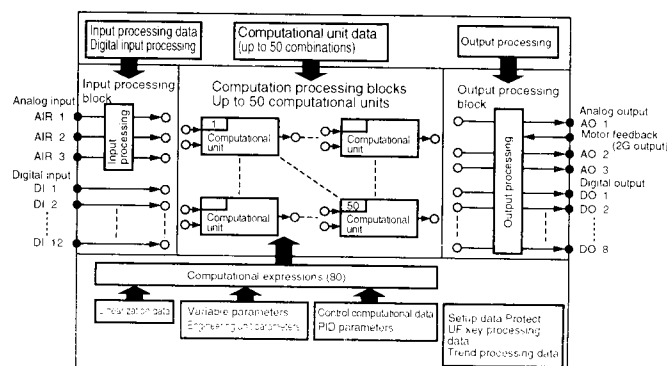 Input processing data
Digital input processing
Computational unit data
(up to 50 combinations)
Output processing
Input processing
block
Computation processing blocks
Up to 50 computational units
Output processing
block
Analog input
AIR 1
AIR 2
AIR 3
Digital input
DI 1
DI 2
DI 12
Input processing
1
Computational
unit
Computational
unit
Computational
unit
50
Computational
unit
Output processing
Analog output
AO 1
Motor feedback
(2G output)
AO 2
AO 3
Digital output
DO 1
DO 2
DO 8
Computational expressions (80)
Linearization data
Variable parameters
Engineering unit parameters
Control computational data
PID parameters
Setup data Protect
UF key processing
data
Trend processing data